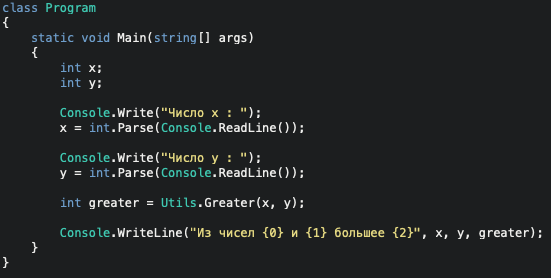 class Program
{
    static void Main(string[] args)
    {
        int x;
        int y;

        Console.Write("Число x : ");
        x = int.Parse(Console.ReadLine());

        Console.Write("Число y : ");
        y = int.Parse(Console.ReadLine());

        int greater = Utils.Greater(x, y);

        Console.WriteLine("Из чисел {0} и {1} большее {2}", x, y, greater);
    }
}